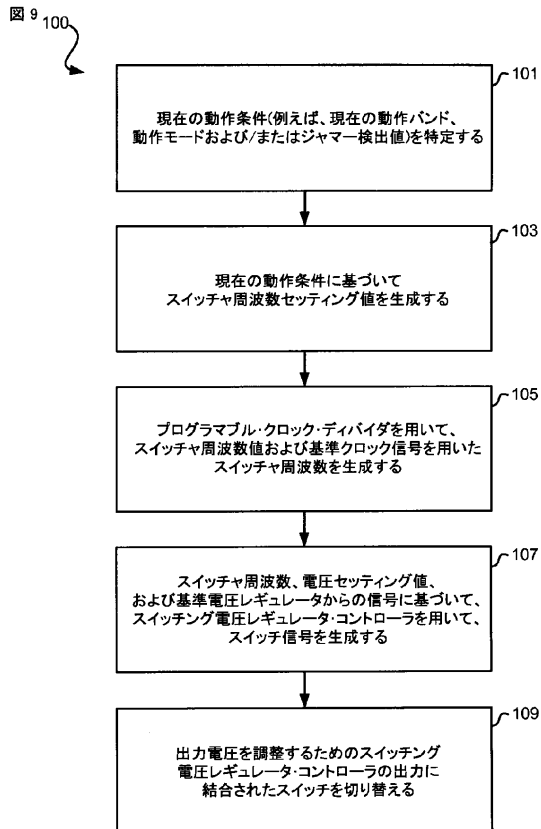 図 9
100
101
現在の動作条件(例えば、現在の動作バンド、
動作モードおよび/またはジャマー検出値)を特定する
103
現在の動作条件に基づいて
スイッチャ周波数セッティング値を生成する
105
プログラマブル・クロック・ディバイダを用いて、
スイッチャ周波数値および基準クロック信号を用いた
スイッチャ周波数を生成する
107
スイッチャ周波数、電圧セッティング値、
および基準電圧レギュレータからの信号に基づいて、
スイッチング電圧レギュレータ・コントローラを用いて、
スイッチ信号を生成する
109
出力電圧を調整するためのスイッチング
電圧レギュレータ・コントローラの出力に
結合されたスイッチを切り替える